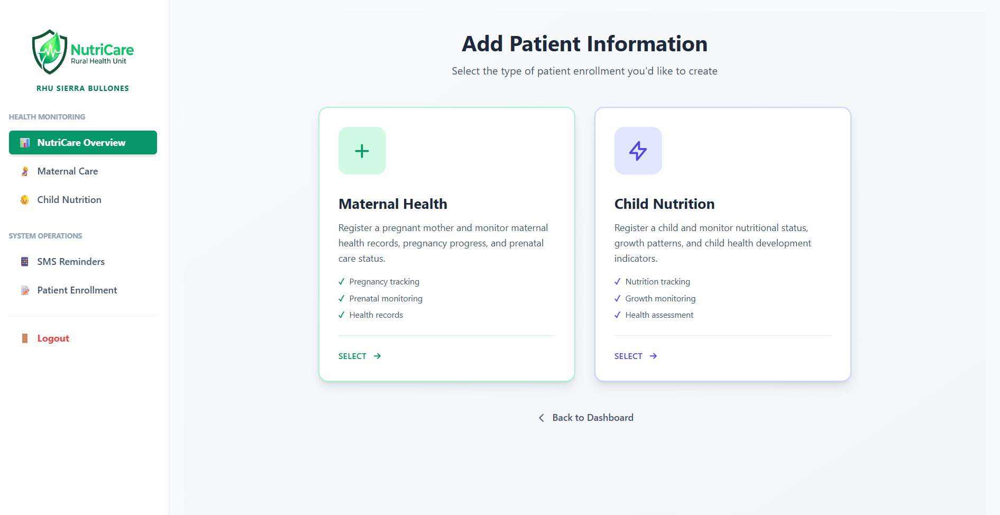 NutriCare
Rural Health Unit
RHU SIERRA BULLONES
HEALTH MONITORING
NutriCare Overview
Maternal Care
Child Nutrition
SYSTEM OPERATIONS
SMS Reminders
Patient Enrollment
Logout
Add Patient Information
Select the type of patient enrollment you'd like to create
Maternal Health
Register a pregnant mother and monitor maternal
health records, pregnancy progress, and prenatal
care status.
✓ Pregnancy tracking
✓ Prenatal monitoring
✓ Health records
SELECT →
Child Nutrition
Register a child and monitor nutritional status,
growth patterns, and child health development
indicators.
✓ Nutrition tracking
✓ Growth monitoring
✓ Health assessment
SELECT →
Back to Dashboard